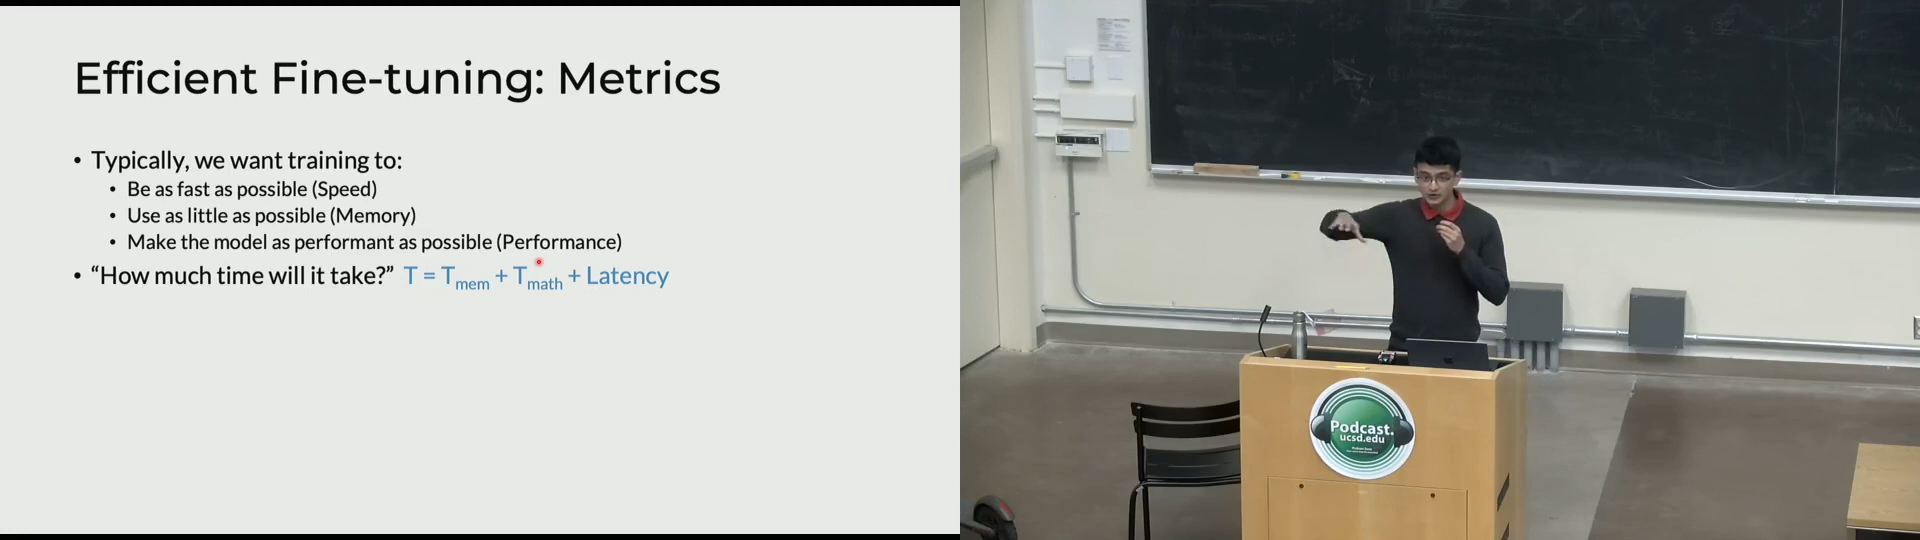 Efficient Fine-tuning: Metrics
• Typically, we want training to:
• Be as fast as possible (Speed)
• Use as little as possible (Memory)
• Make the model as performant as possible (Performance)
• “How much time will it take?” T = Tmem + Tmath + Latency
Podcast.
ucsd.edu